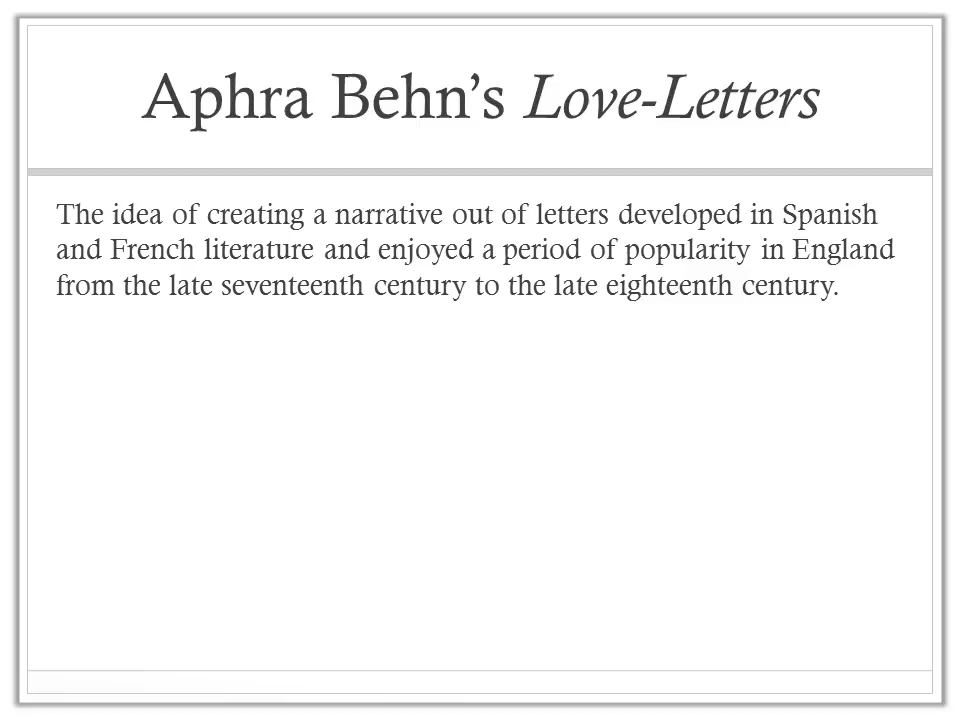 Aphra Behn’s Love-Letters
The idea of creating a narrative out of letters developed in Spanish
and French literature and enjoyed a period of popularity in England
from the late seventeenth century to the late eighteenth century.